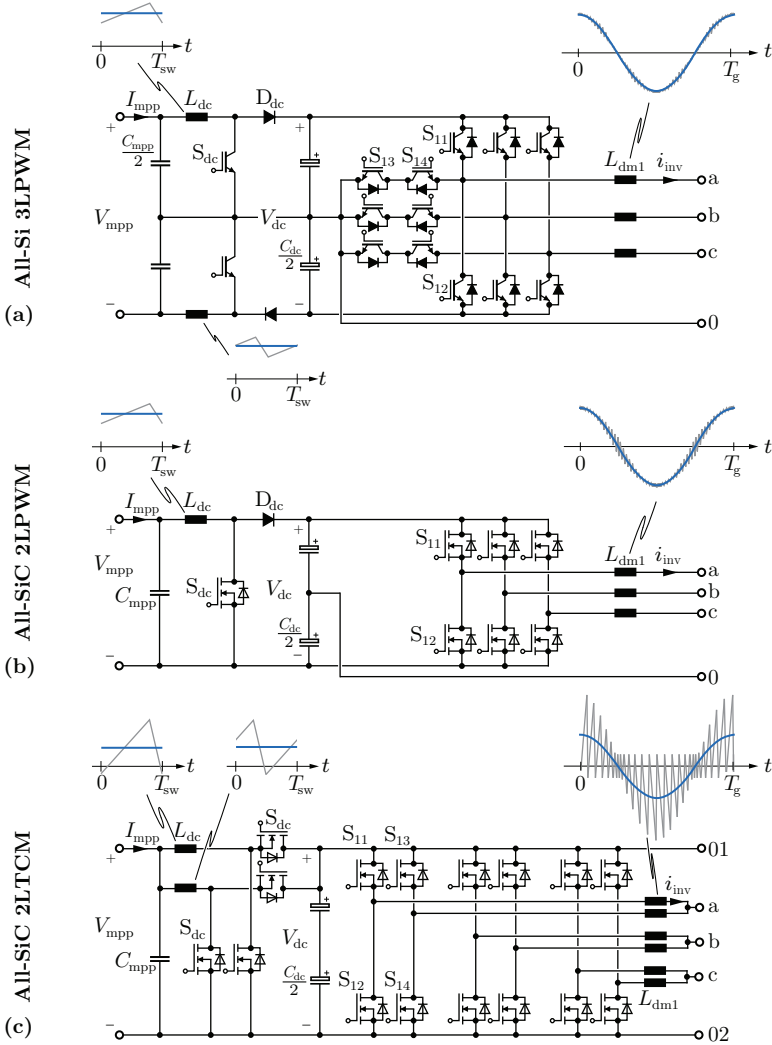 t
0
T_sw
t
0
T_g
All-Si 3LPWM
(a)
I_mpp
L_dc
D_dc
+
C_mpp/2
S_dc
+
+
V_mpp
V_dc
C_dc/2
+
−
−
S_13
S_14
S_11
S_12
L_dm1
i_inv
a
b
c
0
t
0
T_sw
t
0
T_sw
t
0
T_g
All-SiC 2LPWM
(b)
I_mpp
L_dc
D_dc
+
+
+
V_mpp
C_mpp
S_dc
V_dc
C_dc/2
+
−
−
S_11
S_12
L_dm1
i_inv
a
b
c
0
t
0
T_sw
t
0
T_sw
t
0
T_g
All-SiC 2LTCM
(c)
I_mpp
L_dc
S_dc
+
+
+
V_mpp
C_mpp
S_dc
V_dc
C_dc/2
+
−
−
S_11
S_13
S_12
S_14
i_inv
L_dm1
01
a
b
c
02